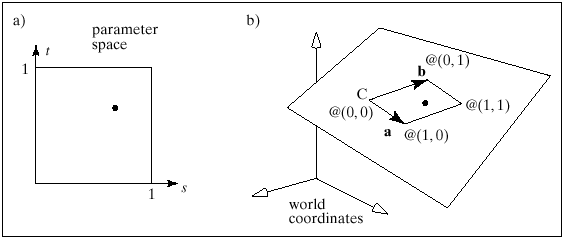 a)
parameter
space
t
1
1
s
b)
@(0, 1)
b
C
@(0, 0)
@(1, 1)
a
@(1, 0)
world
coordinates